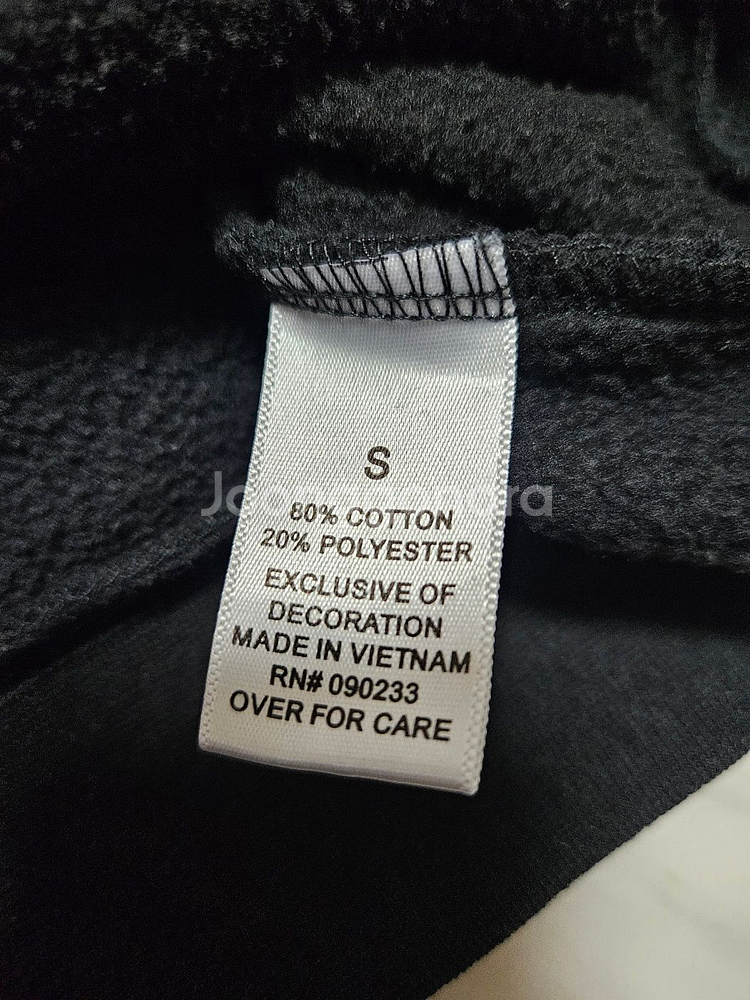 S
80% COTTON
20% POLYESTER
EXCLUSIVE OF
DECORATION
MADE IN VIETNAM
RN# 090233
OVER FOR CARE